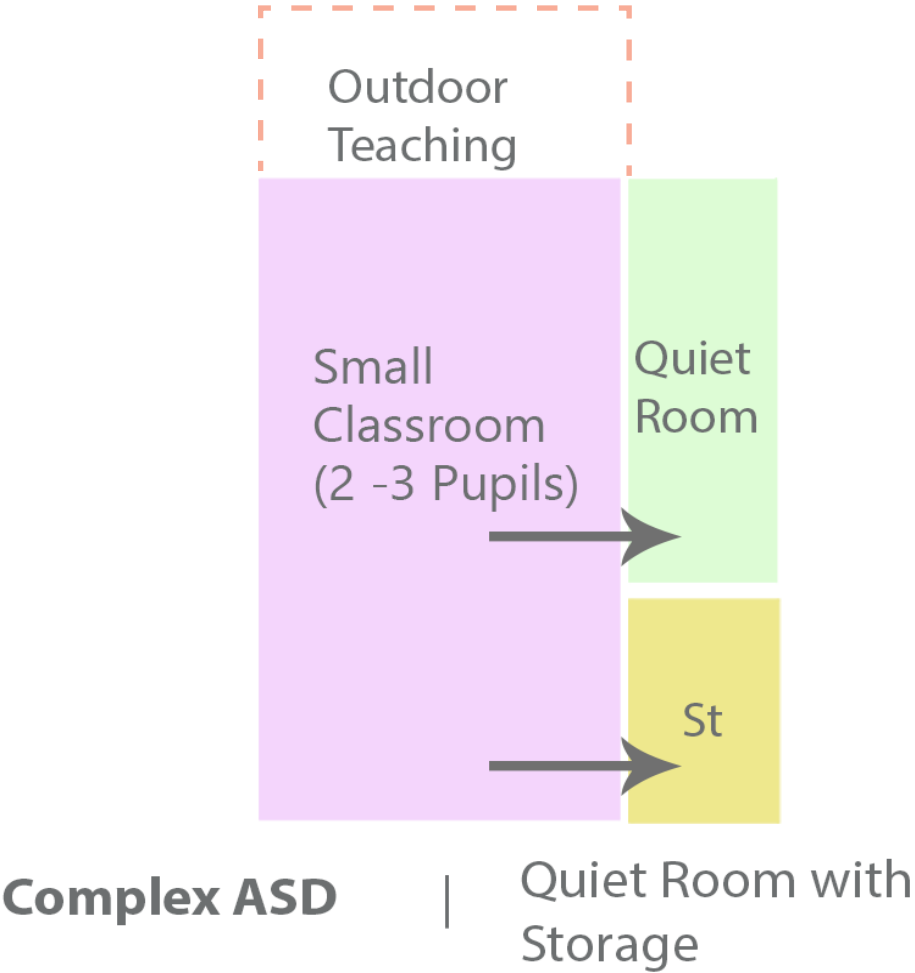 Outdoor
Teaching
Small
Classroom
(2 -3 Pupils)
Quiet
Room
St
Complex ASD
|
Quiet Room with
Storage